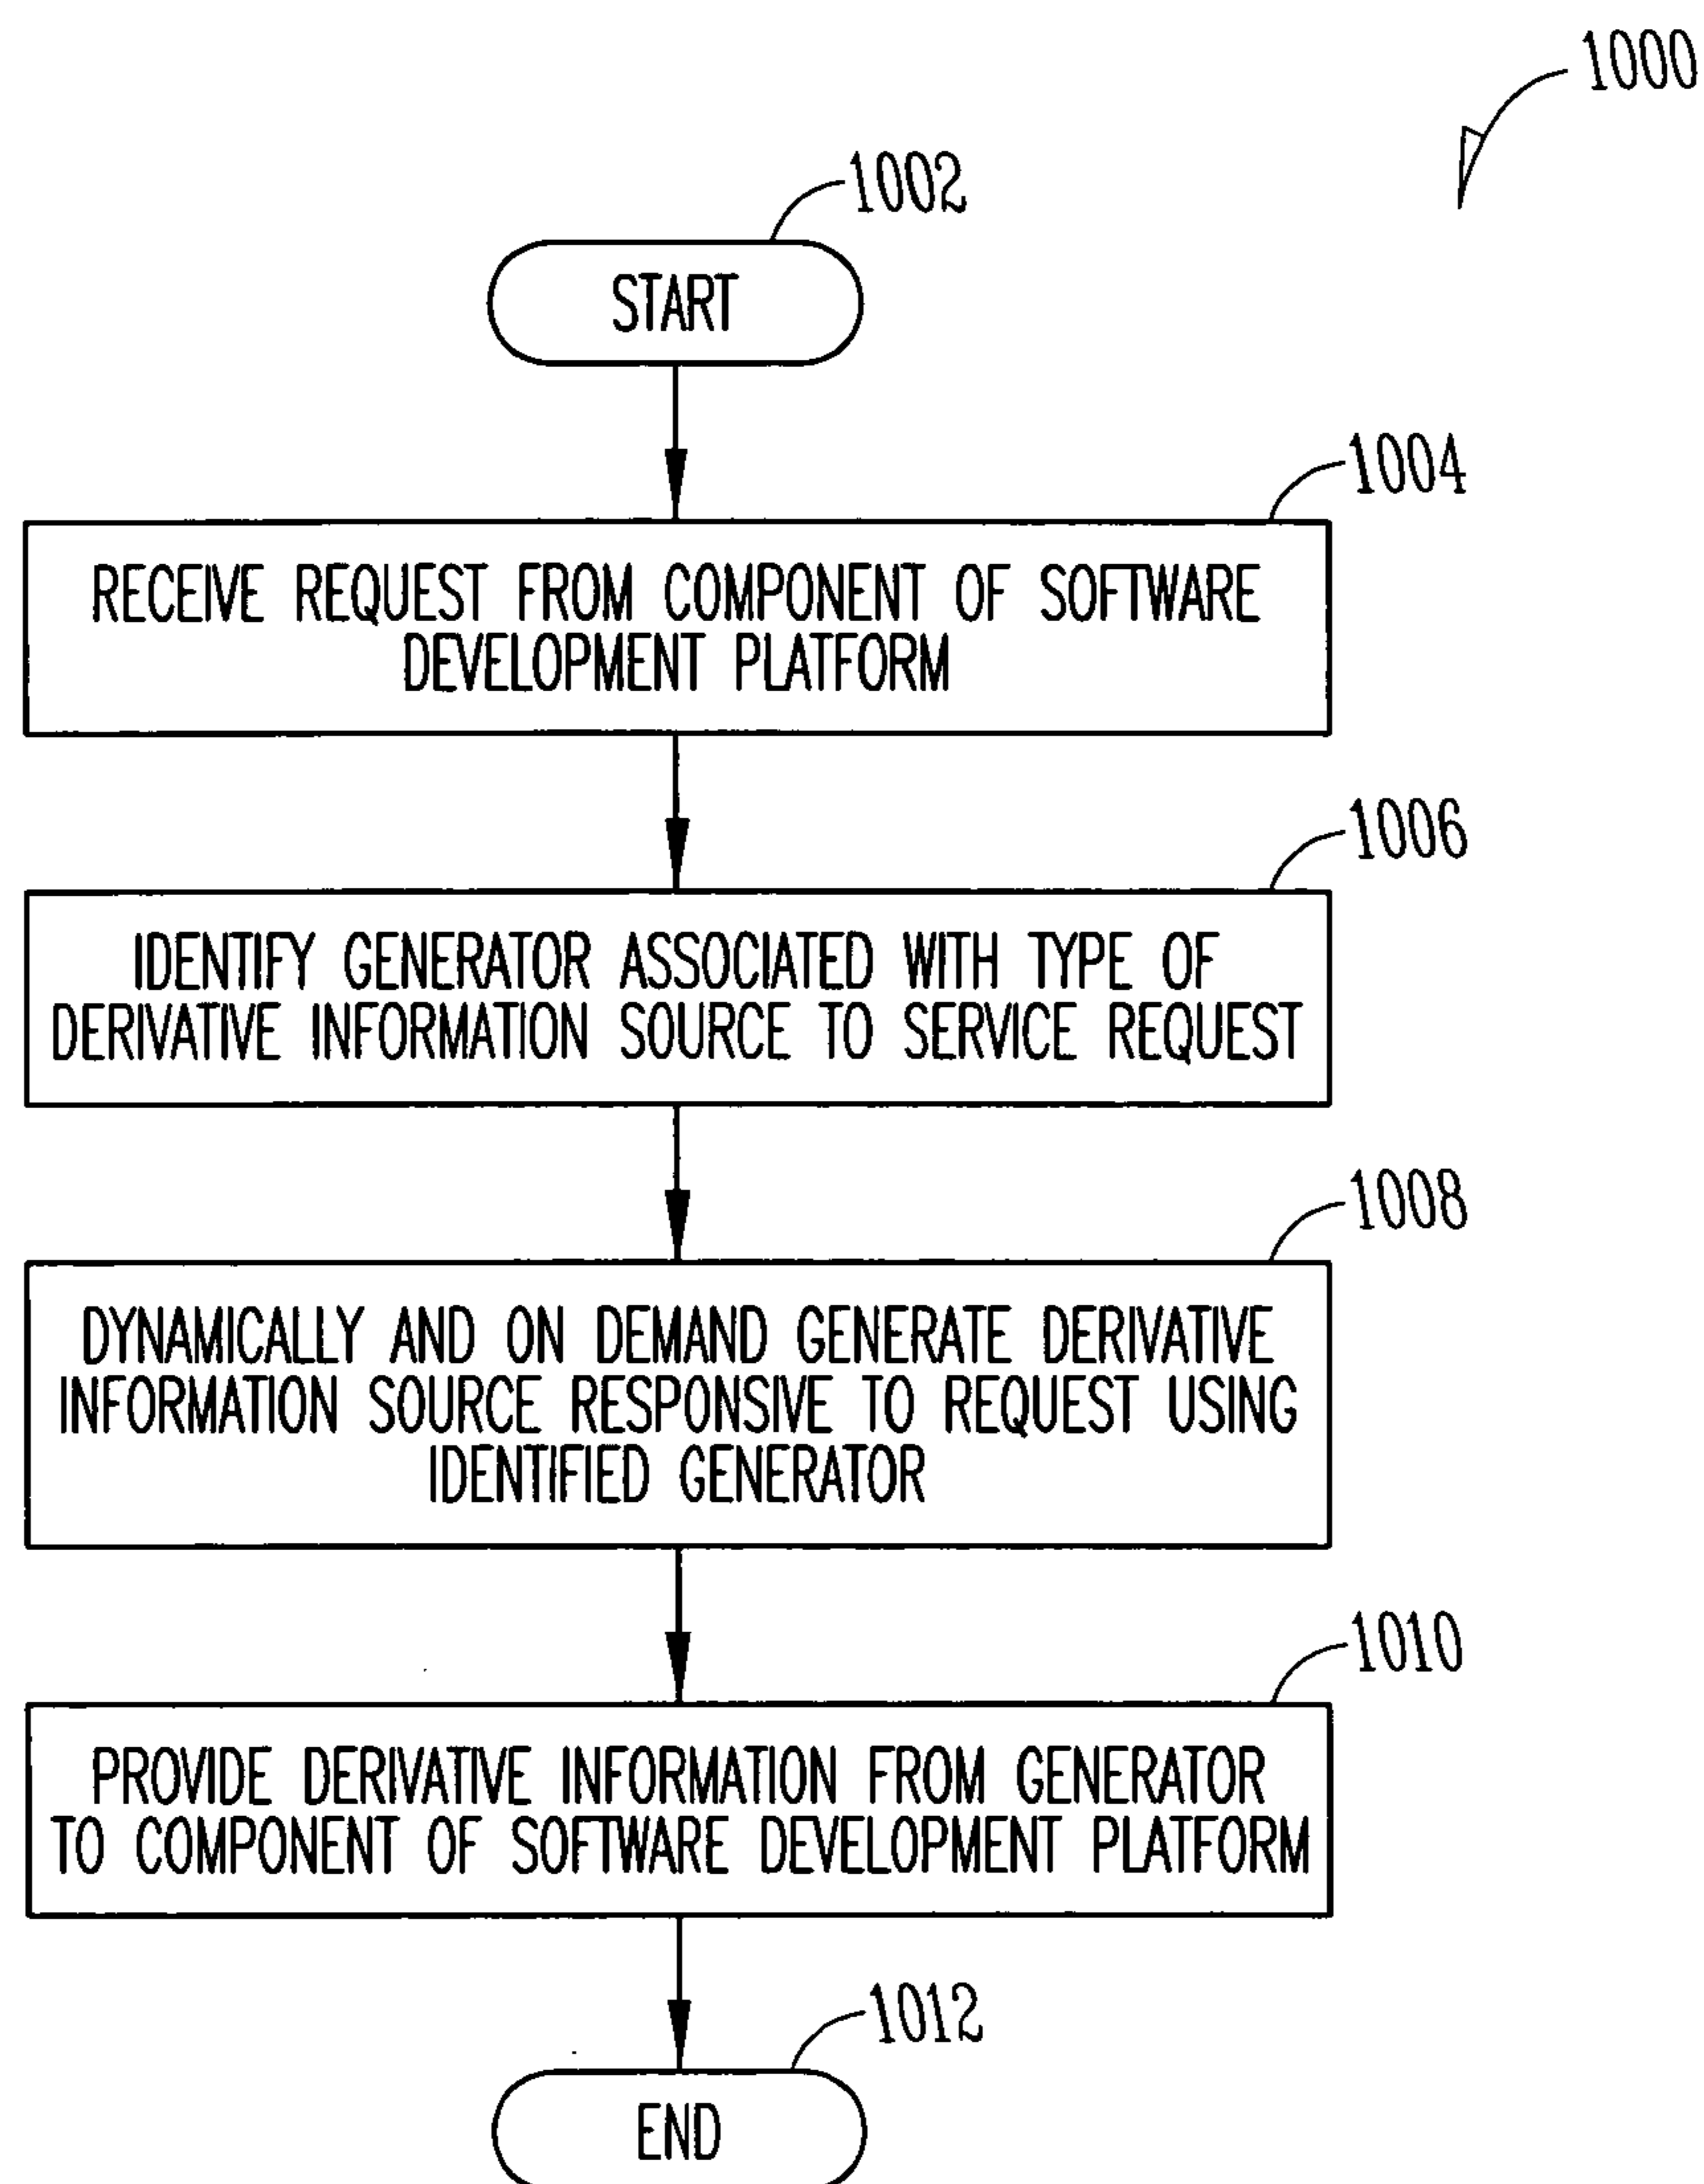 1000
1002
START
1004
RECEIVE REQUEST FROM COMPONENT OF SOFTWARE
DEVELOPMENT PLATFORM
1006
IDENTIFY GENERATOR ASSOCIATED WITH TYPE OF
DERIVATIVE INFORMATION SOURCE TO SERVICE REQUEST
1008
DYNAMICALLY AND ON DEMAND GENERATE DERIVATIVE
INFORMATION SOURCE RESPONSIVE TO REQUEST USING
IDENTIFIED GENERATOR
1010
PROVIDE DERIVATIVE INFORMATION FROM GENERATOR
TO COMPONENT OF SOFTWARE DEVELOPMENT PLATFORM
1012
END